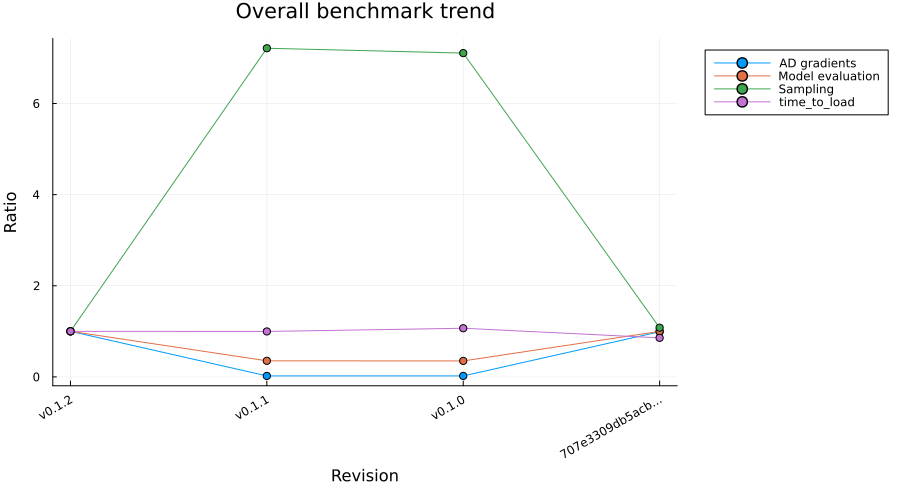 Overall benchmark trend
AD gradients
Model evaluation
Sampling
time_to_load
Ratio
6
4
2
0
v0.1.2
v0.1.1
v0.1.0
707e3309db5acb...
Revision